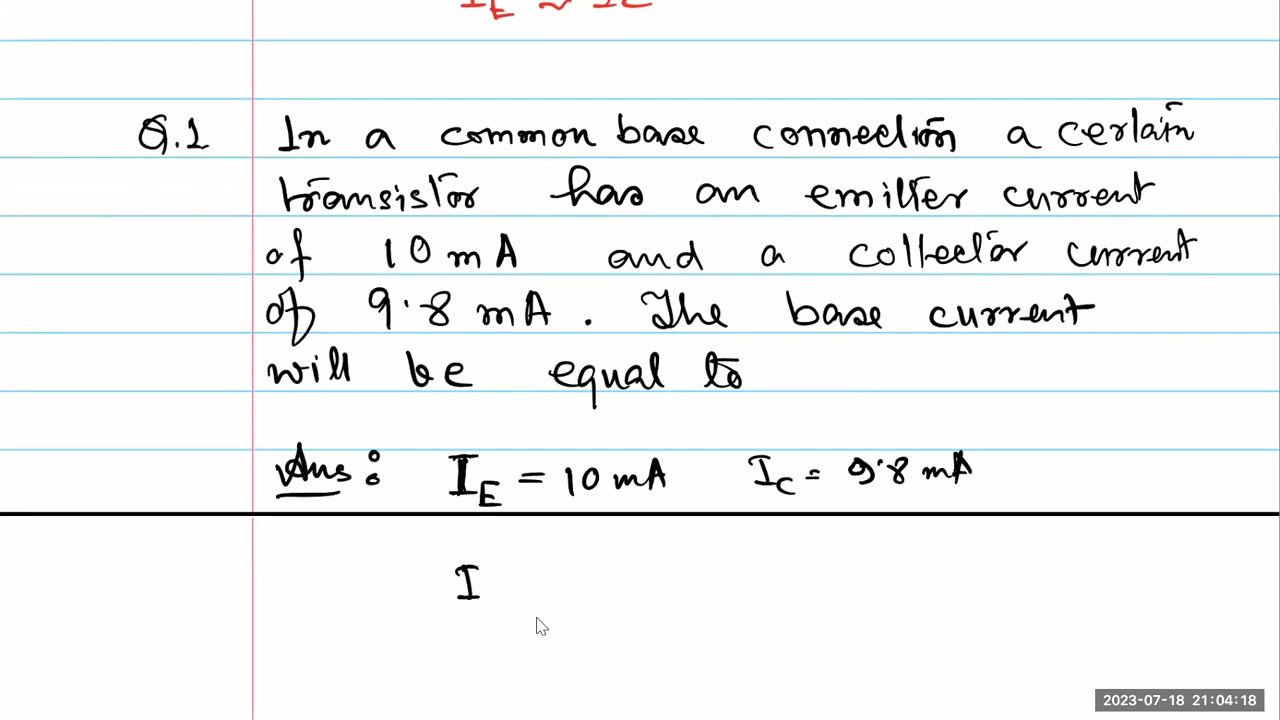 I_E ≈ I_C
Q.1 In a common base connection a certain
transistor has an emitter current
of 10 mA and a collector current
of 9.8 mA. The base current
will be equal to
Ans: I_E = 10 mA I_C = 9.8 mA
I
2023-07-18 21:04:18